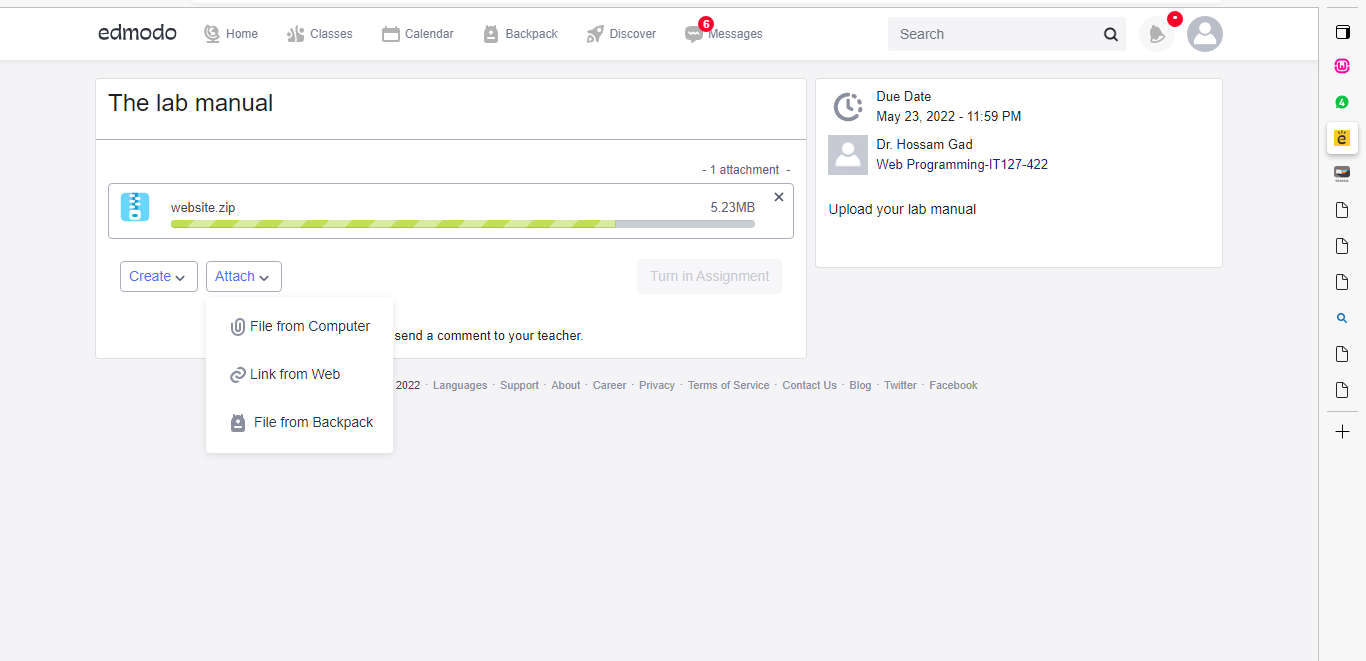 edmodo
Home
Classes
Calendar
Backpack
Discover
6
Messages
Search
The lab manual
- 1 attachment -
website.zip
5.23MB
Create
Attach
Turn in Assignment
File from Computer
Link from Web
File from Backpack
send a comment to your teacher.
2022 · Languages · Support · About · Career · Privacy · Terms of Service · Contact Us · Blog · Twitter · Facebook
Due Date
May 23, 2022 - 11:59 PM
Dr. Hossam Gad
Web Programming-IT127-422
Upload your lab manual
4
e